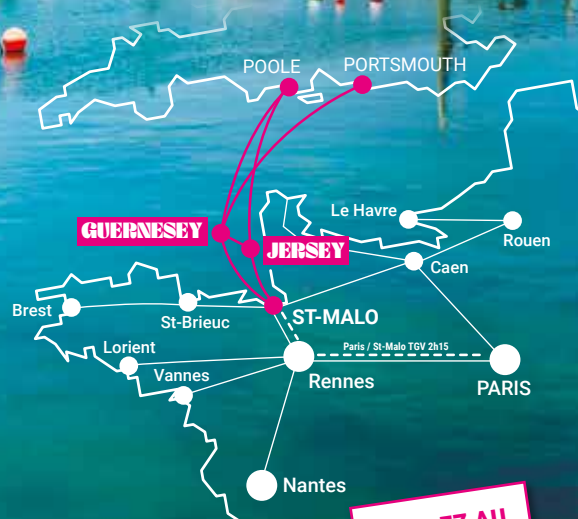 POOLE
PORTSMOUTH
Le Havre
GUERNESEY
JERSEY
Rouen
Caen
Brest
St-Brieuc
ST-MALO
Lorient
Paris / St-Malo TGV 2h15
Vannes
Rennes
PARIS
Nantes
AU